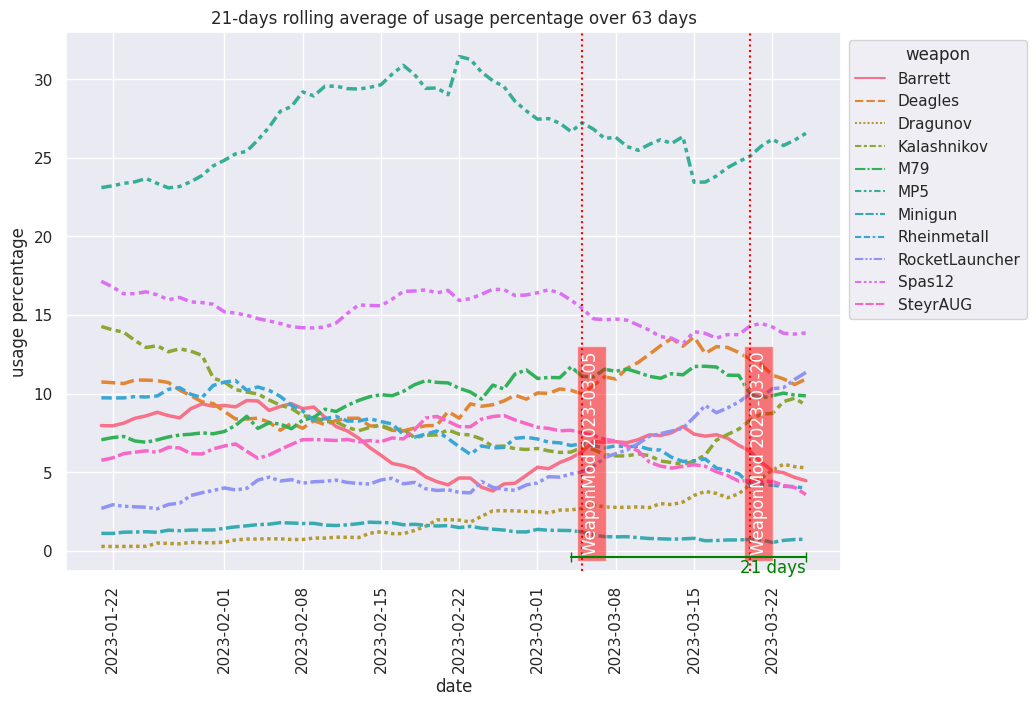 21-days rolling average of usage percentage over 63 days
usage percentage
30
25
20
15
10
5
0
WeaponMod 2023-03-05
WeaponMod 2023-03-20
21 days
2023-01-22
2023-02-01
2023-02-08
2023-02-15
2023-02-22
2023-03-01
2023-03-08
2023-03-15
2023-03-22
date
weapon
Barrett
Deagles
Dragunov
Kalashnikov
M79
MP5
Minigun
Rheinmetall
RocketLauncher
Spas12
SteyrAUG